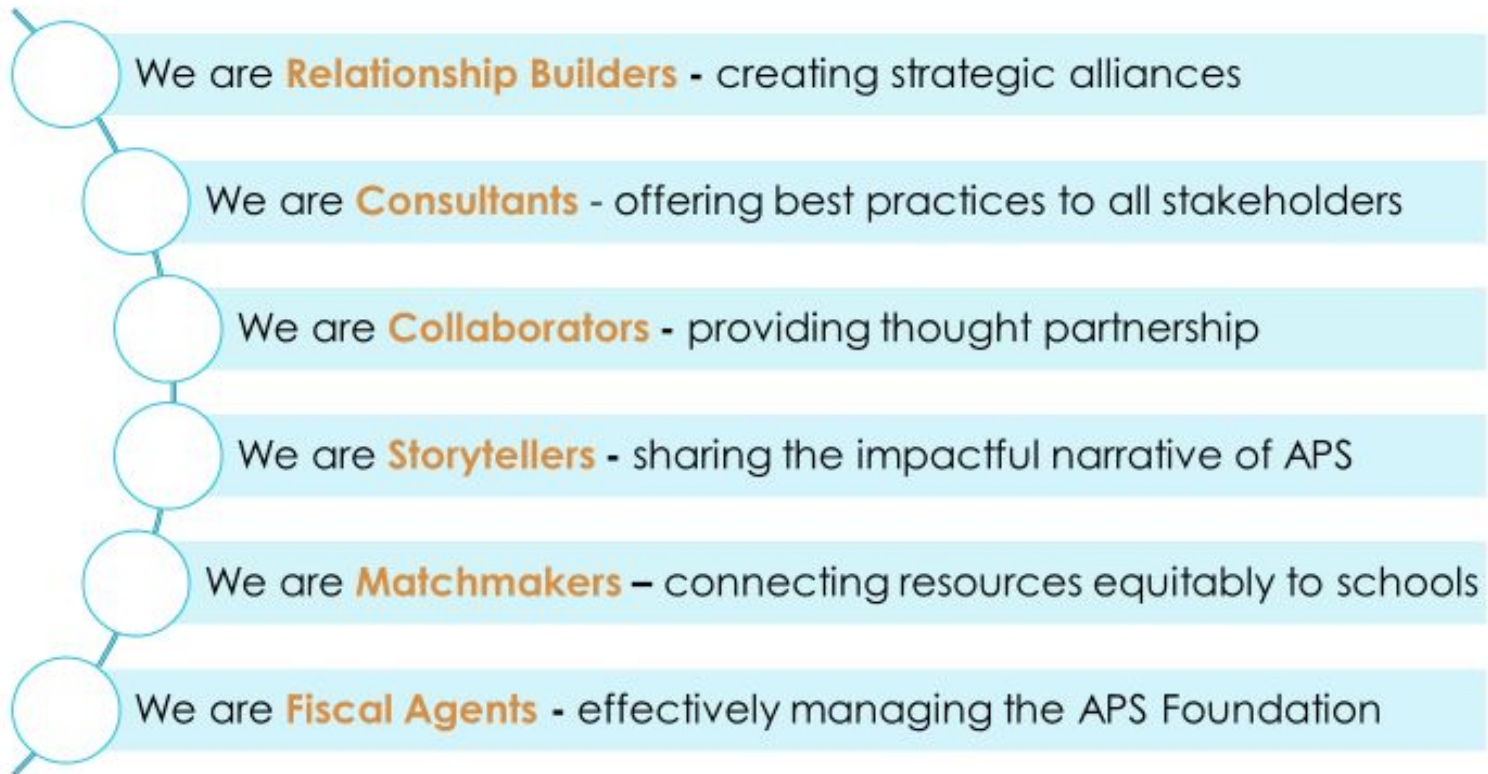 We are Relationship Builders - creating strategic alliances
We are Consultants - offering best practices to all stakeholders
We are Collaborators - providing thought partnership
We are Storytellers - sharing the impactful narrative of APS
We are Matchmakers – connecting resources equitably to schools
We are Fiscal Agents - effectively managing the APS Foundation